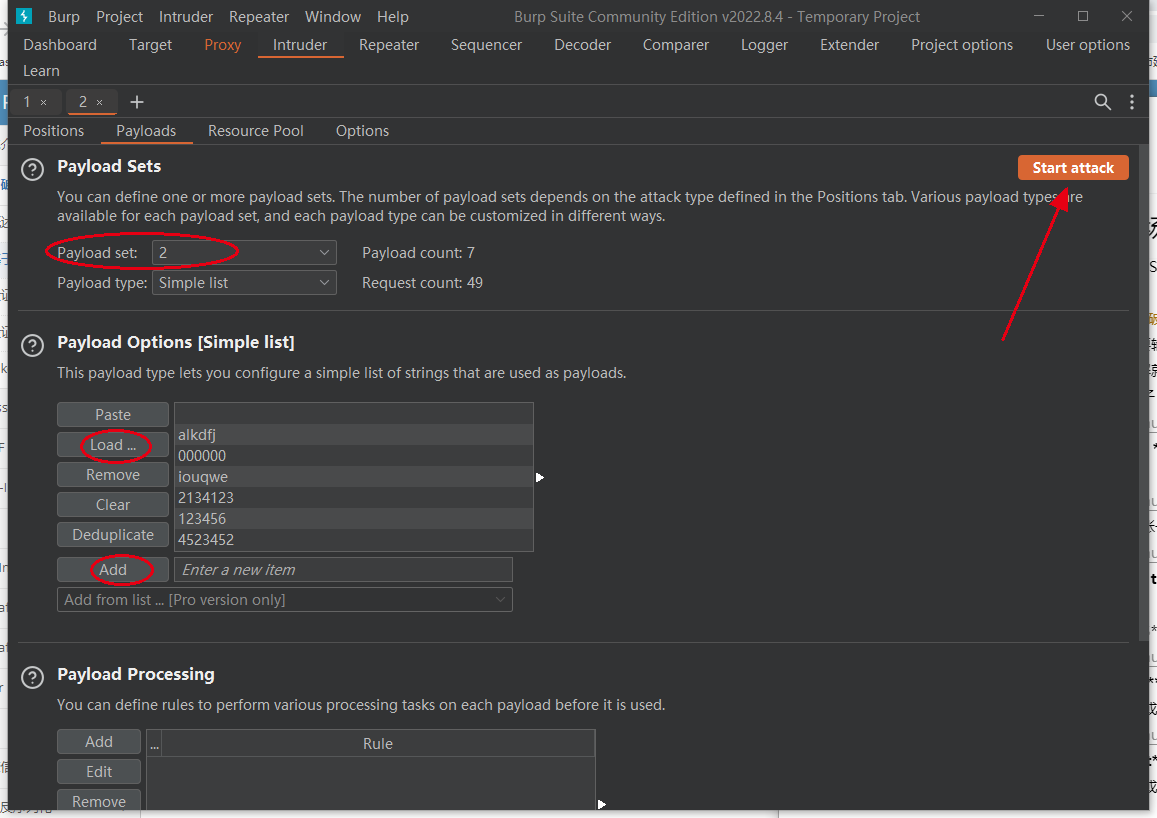 Burp Project Intruder Repeater Window Help Burp Suite Community Edition v2022.8.4 - Temporary Project
Dashboard Target Proxy Intruder Repeater Sequencer Decoder Comparer Logger Extender Project options User options
Learn
1 × 2 × +
Positions Payloads Resource Pool Options
? Payload Sets Start attack
You can define one or more payload sets. The number of payload sets depends on the attack type defined in the Positions tab. Various payload types are
available for each payload set, and each payload type can be customized in different ways.
Payload set: 2 Payload count: 7
Payload type: Simple list Request count: 49
? Payload Options [Simple list]
This payload type lets you configure a simple list of strings that are used as payloads.
Paste
alkdfj
Load ...
000000
Remove iouqwe
2134123
Clear
123456
Deduplicate 4523452
Add Enter a new item
Add from list ... [Pro version only]
? Payload Processing
You can define rules to perform various processing tasks on each payload before it is used.
Add ... Rule
Edit
Remove